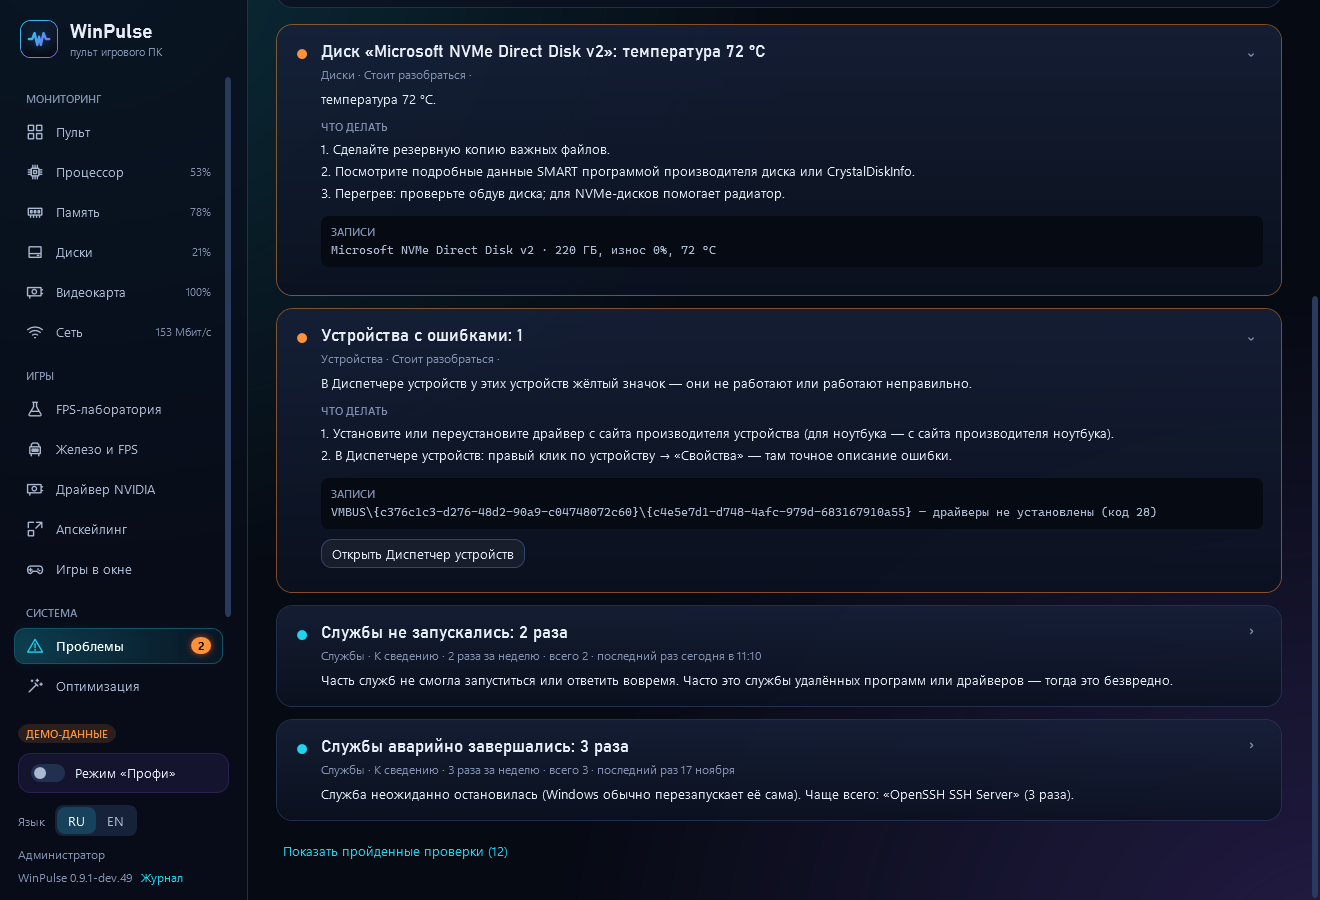 WinPulse
пульт игрового ПК
МОНИТОРИНГ
Пульт
Процессор 53%
Память 78%
Диски 21%
Видеокарта 100%
Сеть 153 Мбит/с
ИГРЫ
FPS-лаборатория
Железо и FPS
Драйвер NVIDIA
Апскейлинг
Игры в окне
СИСТЕМА
Проблемы 2
Оптимизация
ДЕМО-ДАННЫЕ
Режим «Профи»
Язык RU EN
Администратор
WinPulse 0.9.1-dev.49 Журнал
Диск «Microsoft NVMe Direct Disk v2»: температура 72 °C
Диски · Стоит разобраться ·
температура 72 °C.
ЧТО ДЕЛАТЬ
1. Сделайте резервную копию важных файлов.
2. Посмотрите подробные данные SMART программой производителя диска или CrystalDiskInfo.
3. Перегрев: проверьте обдув диска; для NVMe-дисков помогает радиатор.
ЗАПИСИ
Microsoft NVMe Direct Disk v2 · 220 ГБ, износ 0%, 72 °C
Устройства с ошибками: 1
Устройства · Стоит разобраться ·
В Диспетчере устройств у этих устройств жёлтый значок — они не работают или работают неправильно.
ЧТО ДЕЛАТЬ
1. Установите или переустановите драйвер с сайта производителя устройства (для ноутбука — с сайта производителя ноутбука).
2. В Диспетчере устройств: правый клик по устройству → «Свойства» — там точное описание ошибки.
ЗАПИСИ
VMBUS\{c376c1c3-d276-48d2-90a9-c04748072c60}\{c4e5e7d1-d748-4afc-979d-683167910a55} — драйверы не установлены (код 28)
Открыть Диспетчер устройств
Службы не запускались: 2 раза
Службы · К сведению · 2 раза за неделю · всего 2 · последний раз сегодня в 11:10
Часть служб не смогла запуститься или ответить вовремя. Часто это службы удалённых программ или драйверов — тогда это безвредно.
Службы аварийно завершались: 3 раза
Службы · К сведению · 3 раза за неделю · всего 3 · последний раз 17 ноября
Служба неожиданно остановилась (Windows обычно перезапускает её сама). Чаще всего: «OpenSSH SSH Server» (3 раза).
Показать пройденные проверки (12)